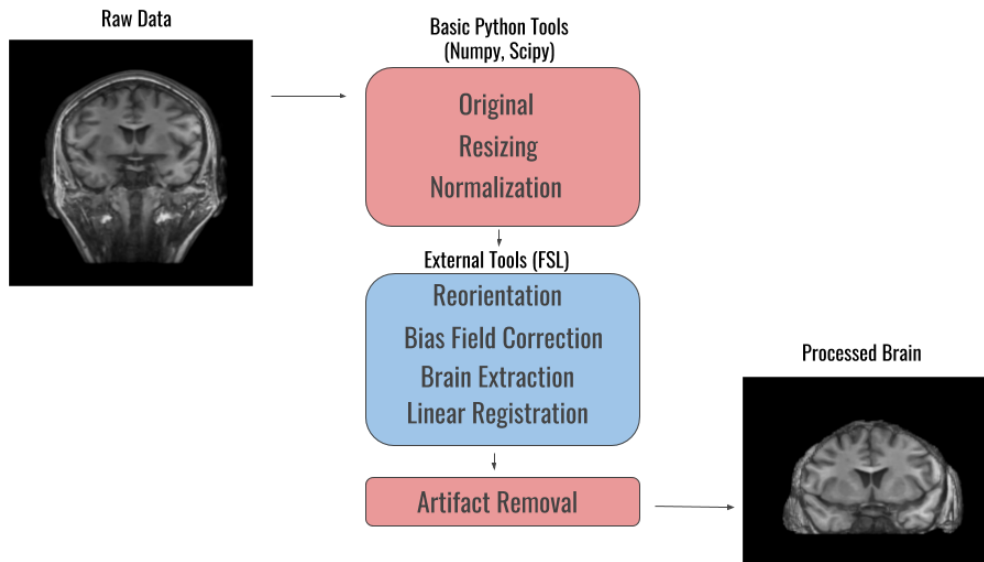 Raw Data
Basic Python Tools
(Numpy, Scipy)
Original
Resizing
Normalization
External Tools (FSL)
Reorientation
Bias Field Correction
Brain Extraction
Linear Registration
Artifact Removal
Processed Brain